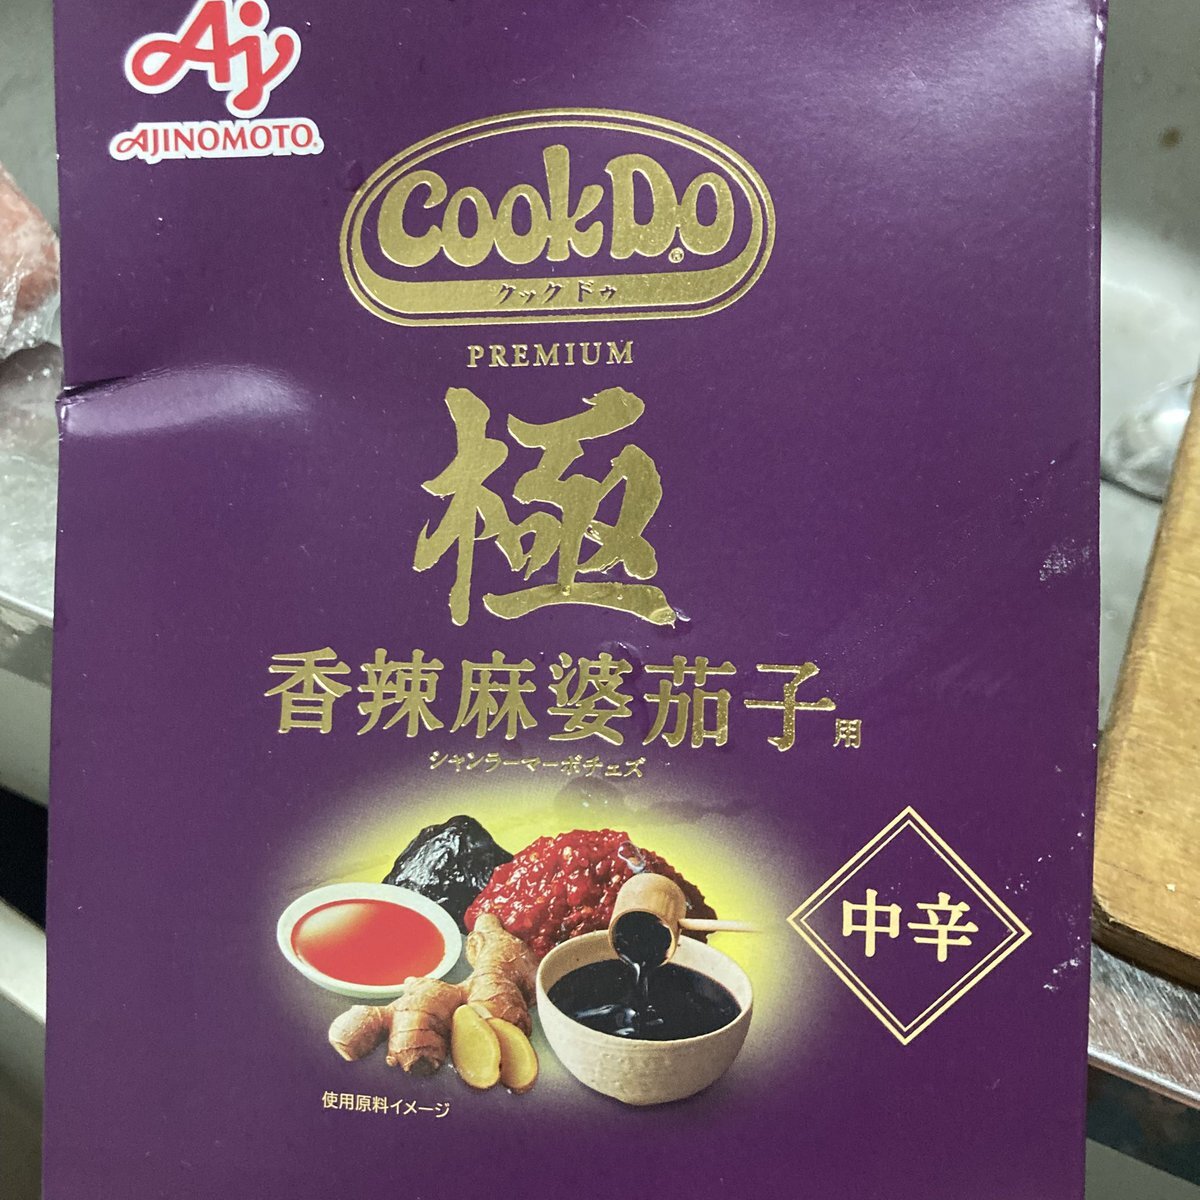 Aj
AJINOMOTO®
Cook Do®
クック ドゥ
PREMIUM
極
香辣麻婆茄子用
シャンラーマーボチェズ
中辛
使用原料イメージ